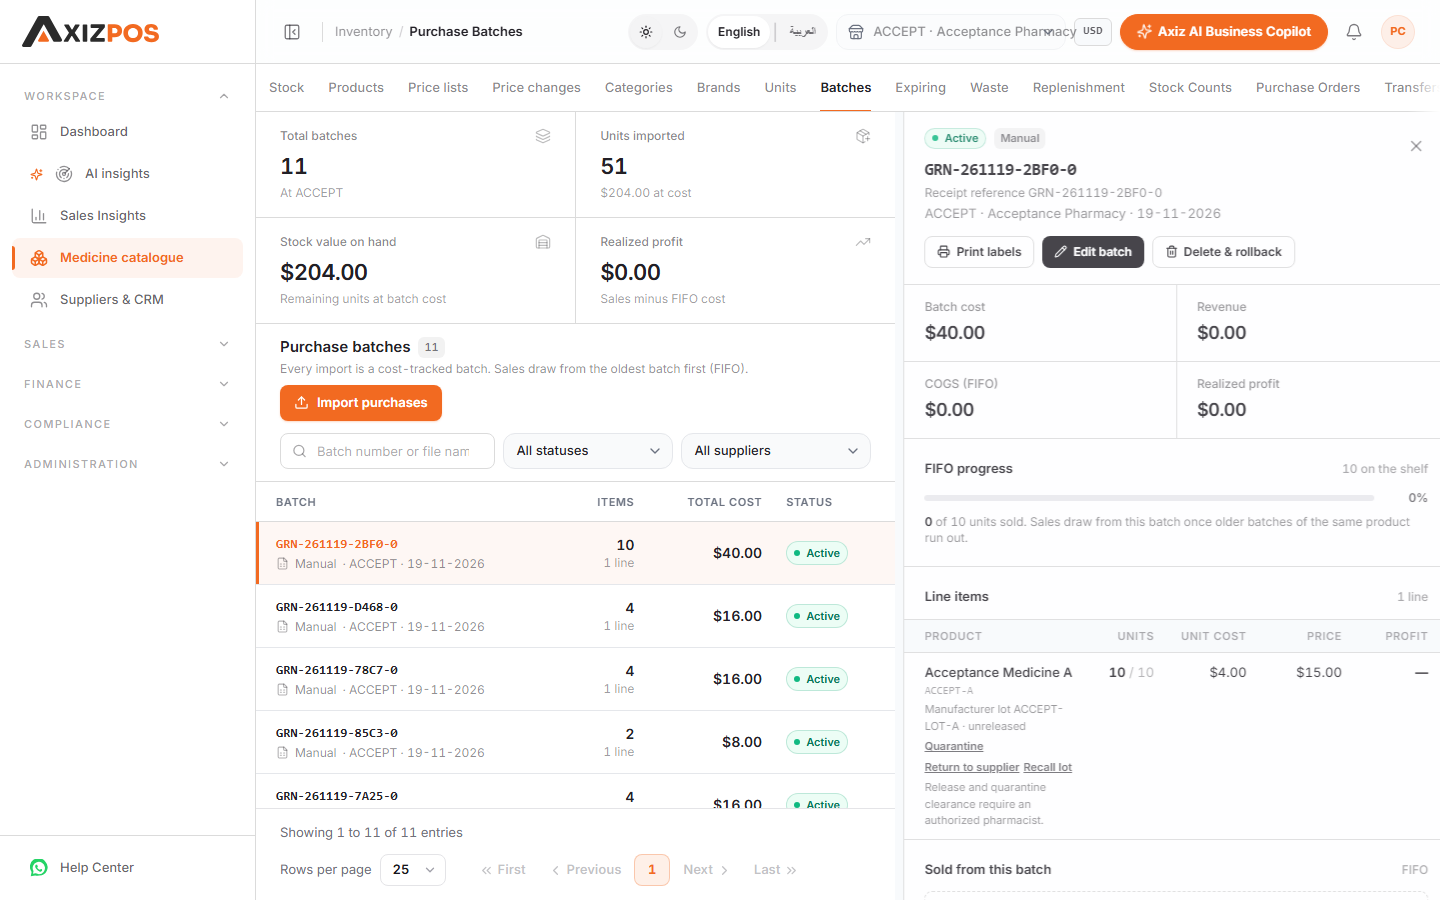 AXIZPOS
Inventory / Purchase Batches
English
العربية
ACCEPT · Acceptance Pharmacy
USD
Axiz AI Business Copilot
PC
WORKSPACE
Dashboard
AI insights
Sales Insights
Medicine catalogue
Suppliers & CRM
SALES
FINANCE
COMPLIANCE
ADMINISTRATION
Help Center
Stock Products Price lists Price changes Categories Brands Units Batches Expiring Waste Replenishment Stock Counts Purchase Orders Transfer
Total batches
11
At ACCEPT
Units imported
51
$204.00 at cost
Stock value on hand
$204.00
Remaining units at batch cost
Realized profit
$0.00
Sales minus FIFO cost
Purchase batches 11
Every import is a cost-tracked batch. Sales draw from the oldest batch first (FIFO).
Import purchases
Batch number or file nam
All statuses
All suppliers
BATCH ITEMS TOTAL COST STATUS
GRN-261119-2BF0-0 10 $40.00 Active
Manual · ACCEPT · 19-11-2026 1 line
GRN-261119-D468-0 4 $16.00 Active
Manual · ACCEPT · 19-11-2026 1 line
GRN-261119-78C7-0 4 $16.00 Active
Manual · ACCEPT · 19-11-2026 1 line
GRN-261119-85C3-0 2 $8.00 Active
Manual · ACCEPT · 19-11-2026 1 line
GRN-261119-7A25-0 4 $16.00 Active
Showing 1 to 11 of 11 entries
Rows per page 25 First Previous 1 Next Last
Active Manual
GRN-261119-2BF0-0
Receipt reference GRN-261119-2BF0-0
ACCEPT · Acceptance Pharmacy · 19-11-2026
Print labels Edit batch Delete & rollback
Batch cost
$40.00
Revenue
$0.00
COGS (FIFO)
$0.00
Realized profit
$0.00
FIFO progress 10 on the shelf
0%
0 of 10 units sold. Sales draw from this batch once older batches of the same product
run out.
Line items 1 line
PRODUCT UNITS UNIT COST PRICE PROFIT
Acceptance Medicine A 10 / 10 $4.00 $15.00 —
ACCEPT-A
Manufacturer lot ACCEPT-
LOT-A · unreleased
Quarantine
Return to supplier Recall lot
Release and quarantine
clearance require an
authorized pharmacist.
Sold from this batch FIFO